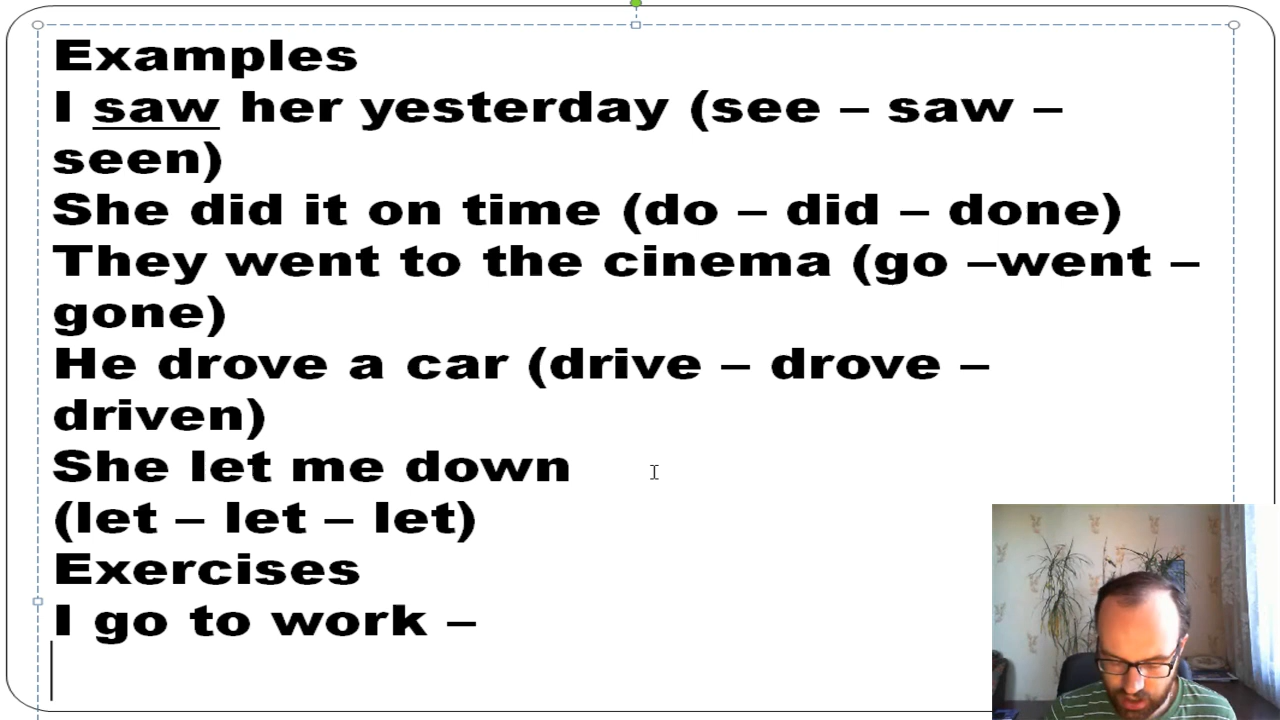 Examples
I saw her yesterday (see – saw –
seen)
She did it on time (do – did – done)
They went to the cinema (go –went –
gone)
He drove a car (drive – drove –
driven)
She let me down
(let – let – let)
Exercises
I go to work –